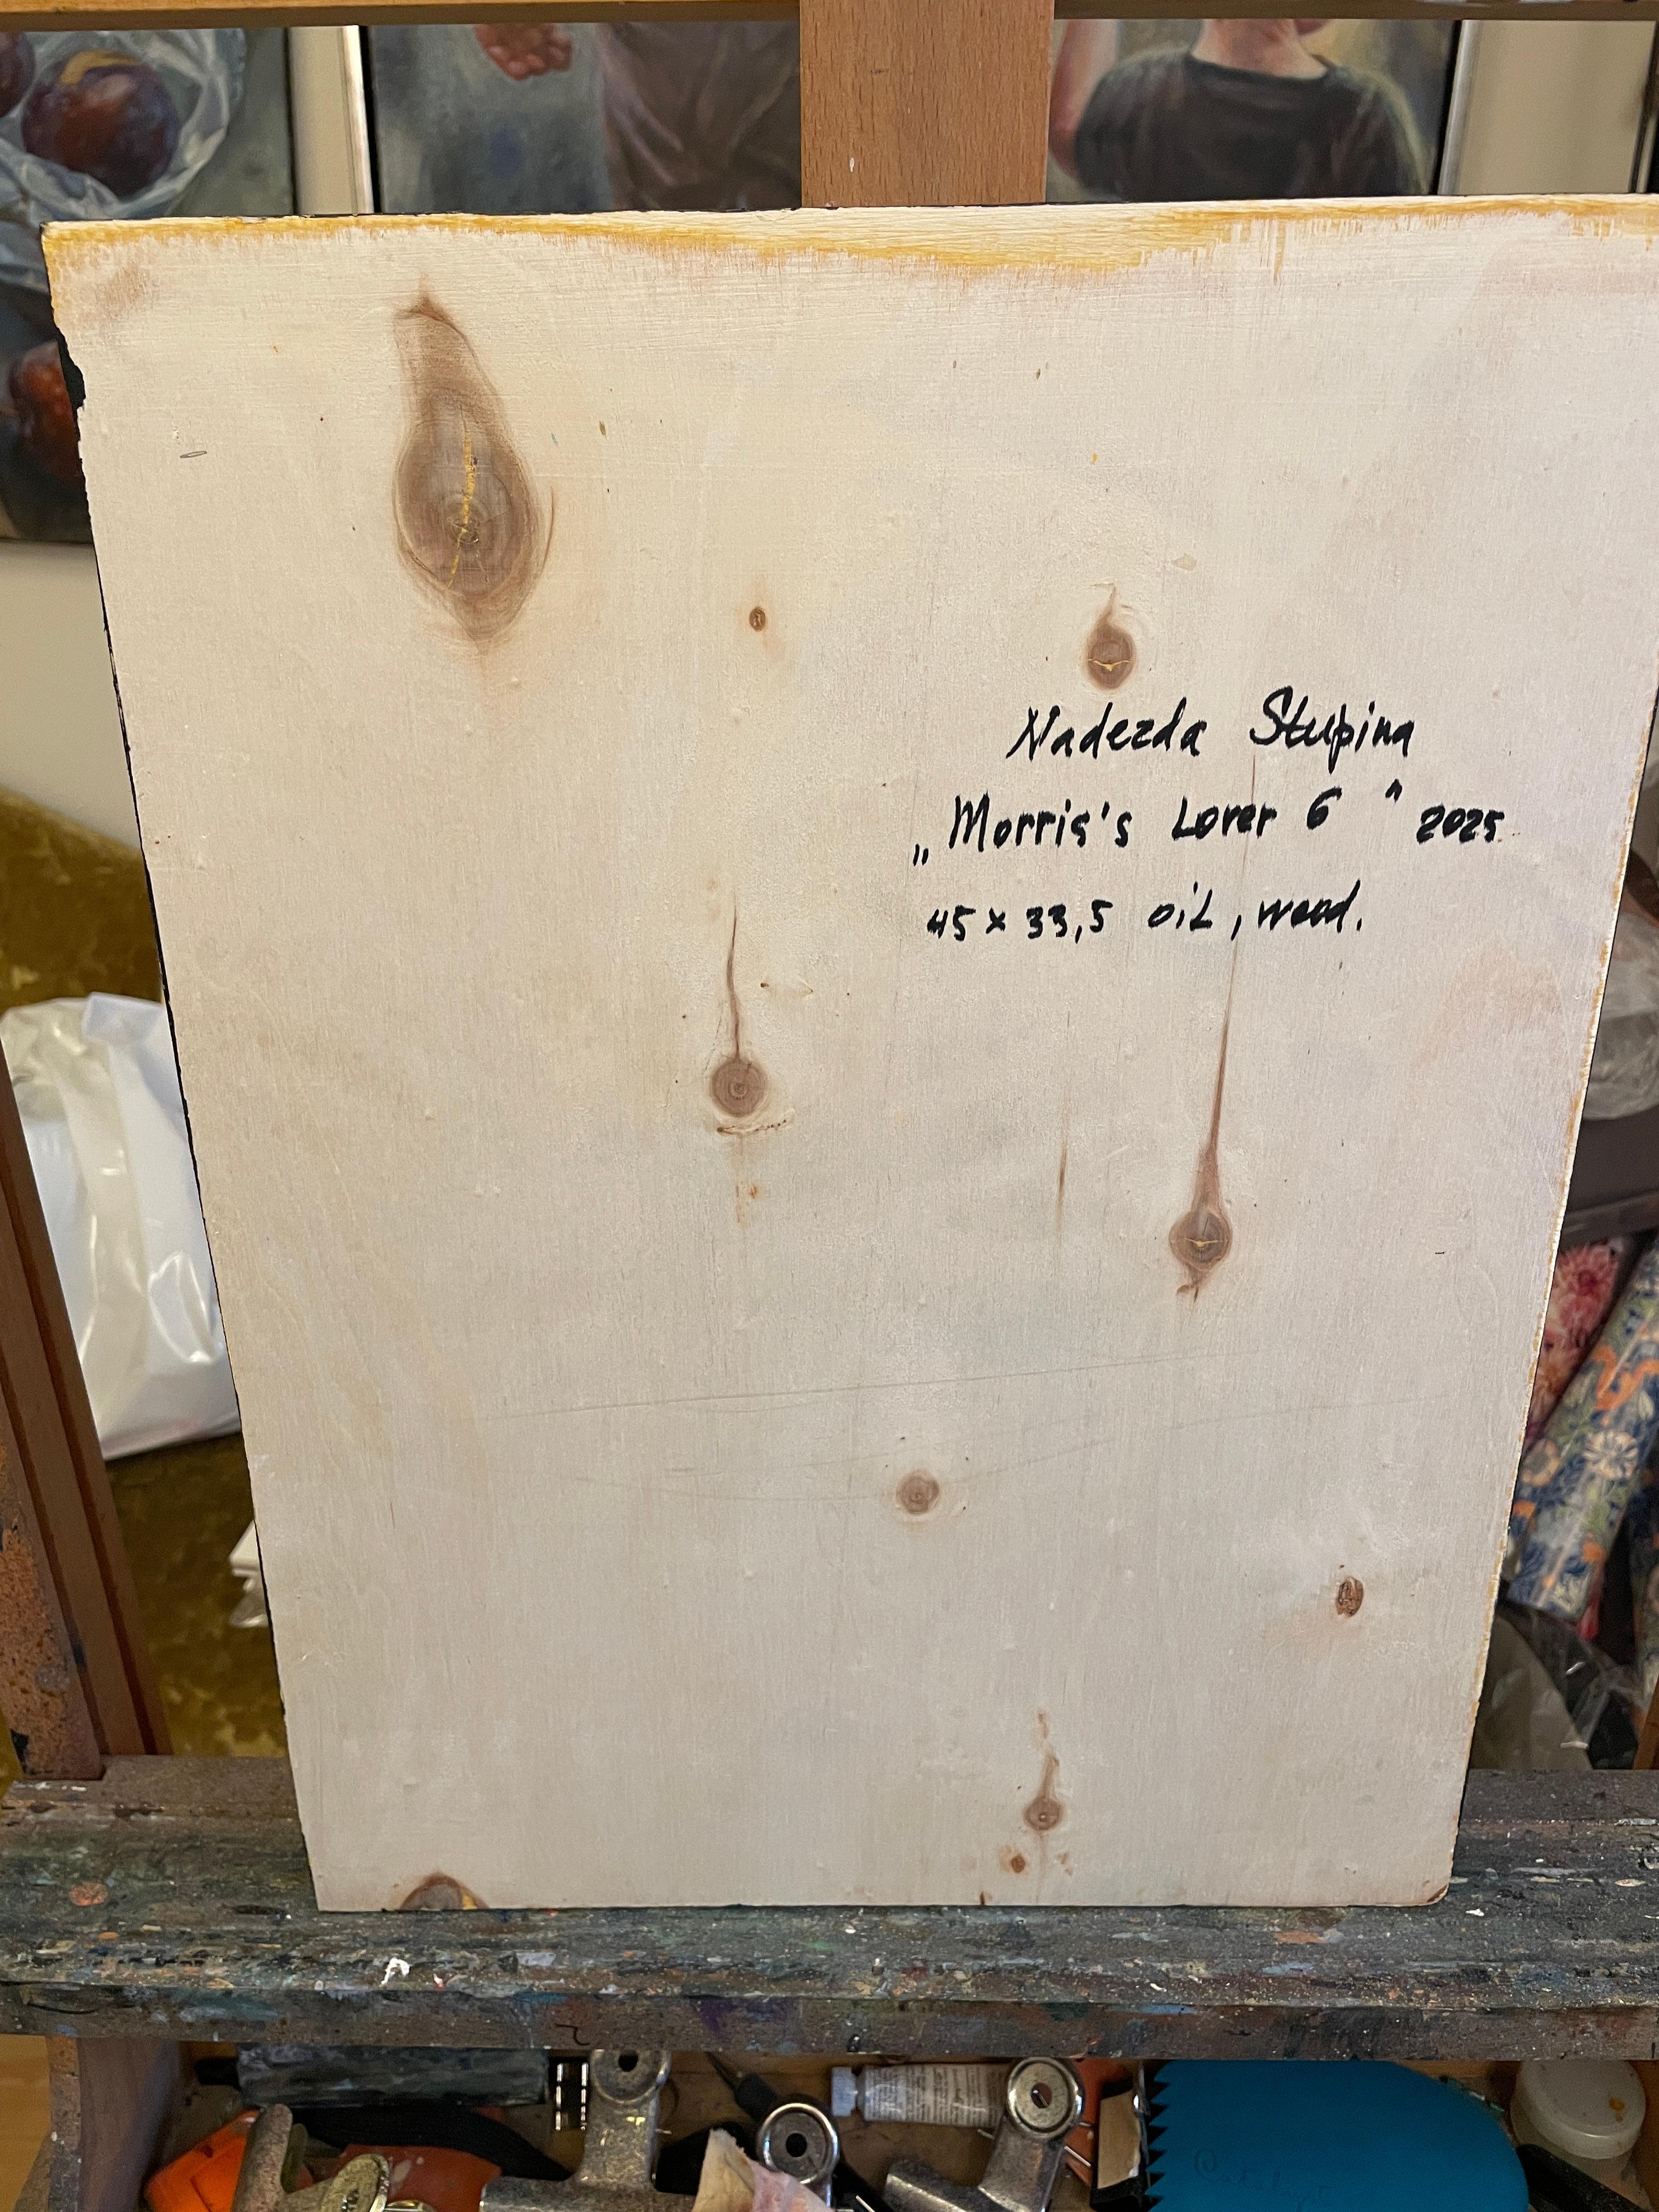 Nadezda Stupina
„Morris's Lover 6" 2025
45 x 33,5 oil, wood.